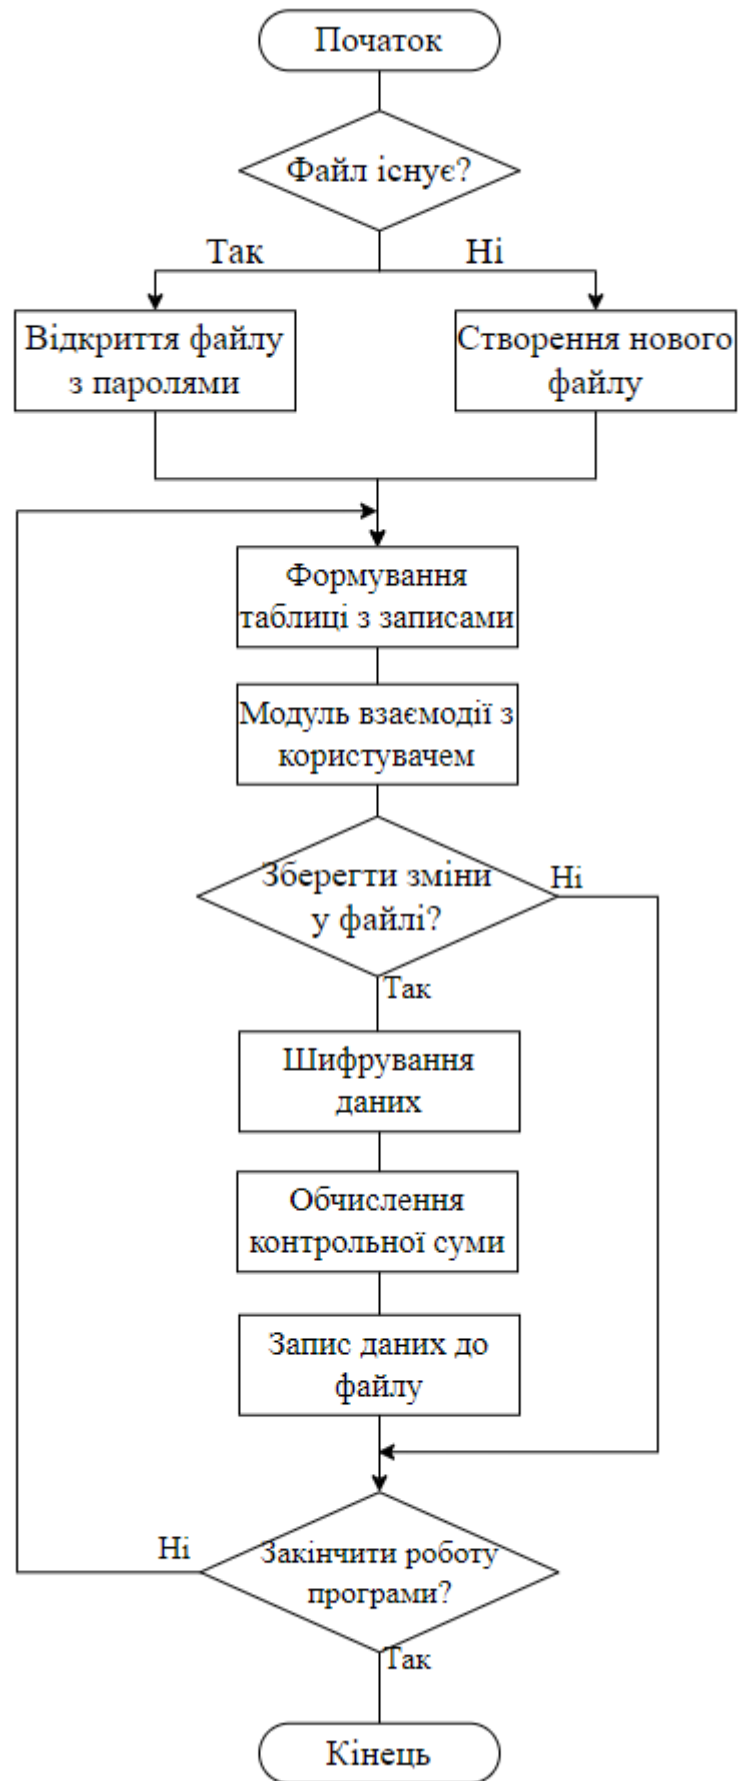 Початок
Файл існує?
Так
Ні
Відкриття файлу
з паролями
Створення нового
файлу
Формування
таблиці з записами
Модуль взаємодії з
користувачем
Зберегти зміни
у файлі?
Ні
Так
Шифрування
даних
Обчислення
контрольної суми
Запис даних до
файлу
Ні
Закінчити роботу
програми?
Так
Кінець